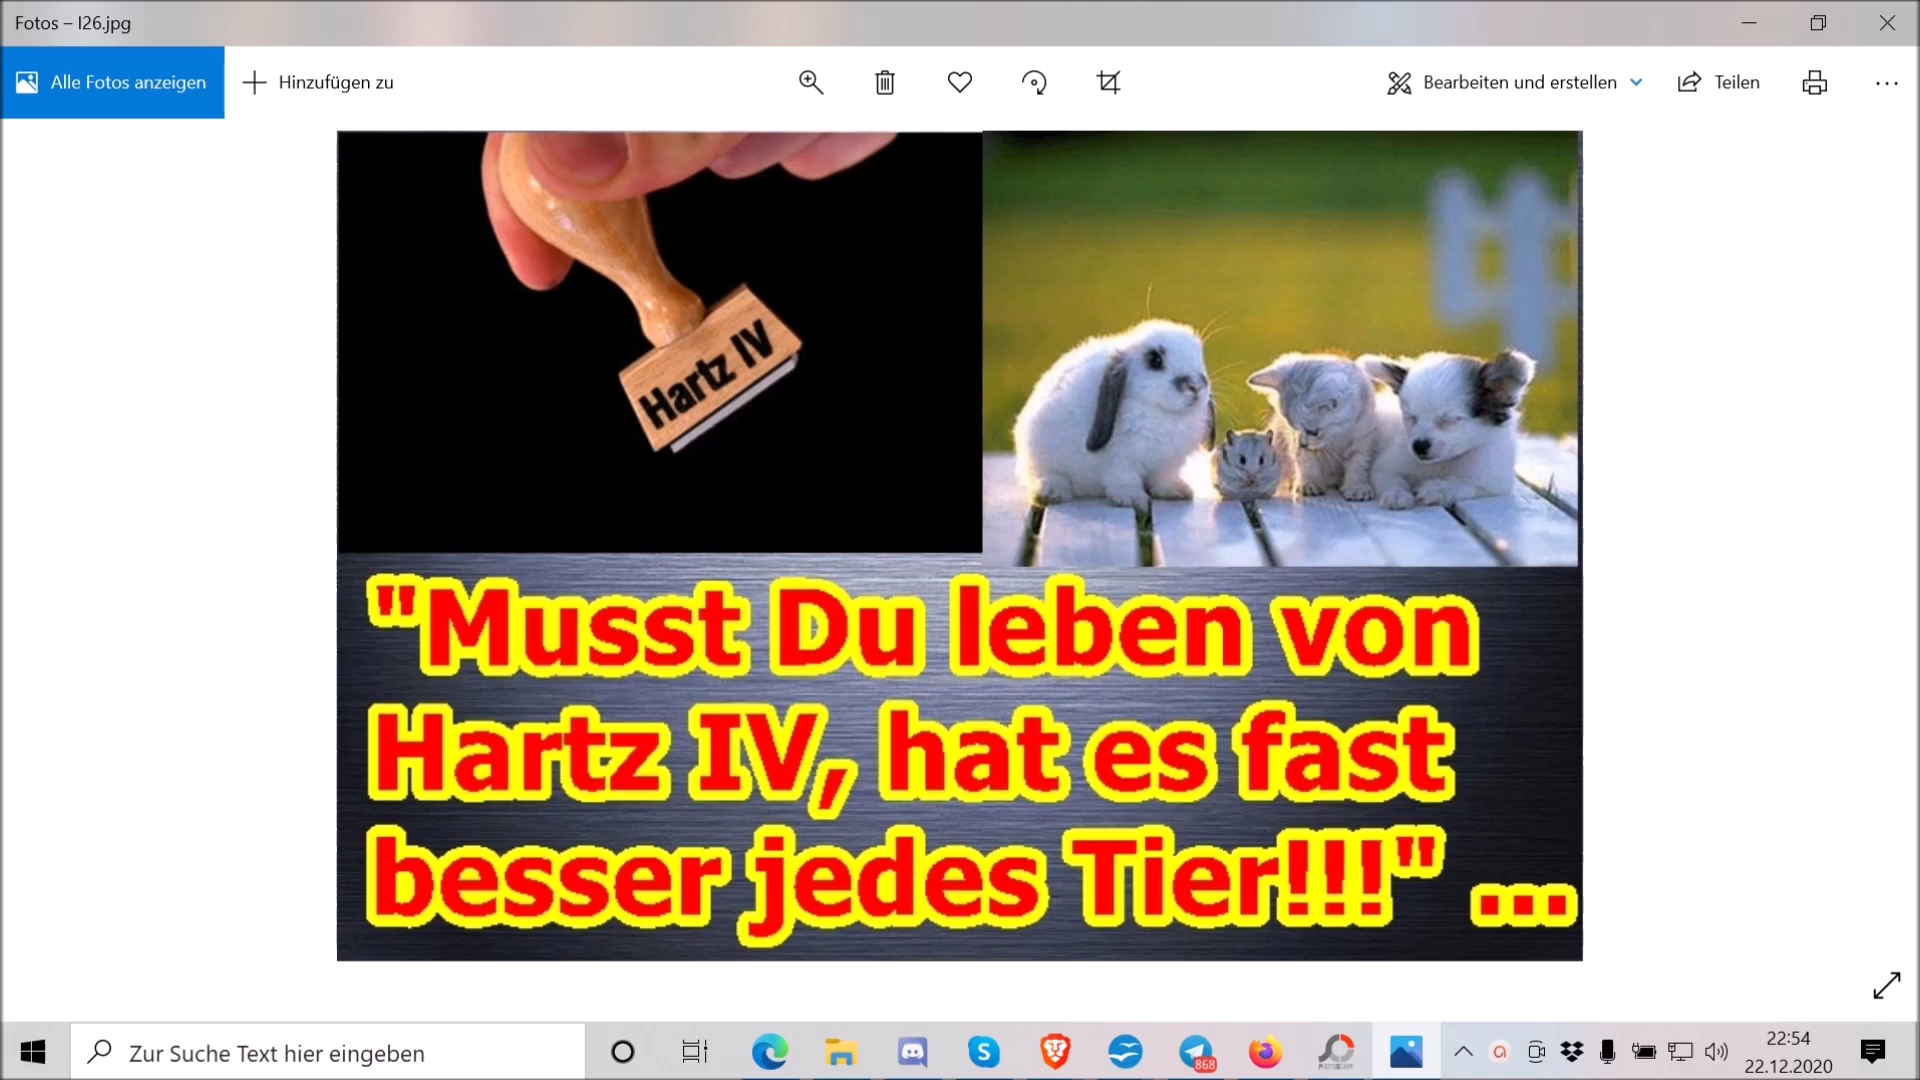 Fotos – l26.jpg
Alle Fotos anzeigen
Hinzufügen zu
Bearbeiten und erstellen
Teilen
Hartz IV
"Musst Du leben von
Hartz IV, hat es fast
besser jedes Tier!!!" ...
Zur Suche Text hier eingeben
868
22:54
22.12.2020